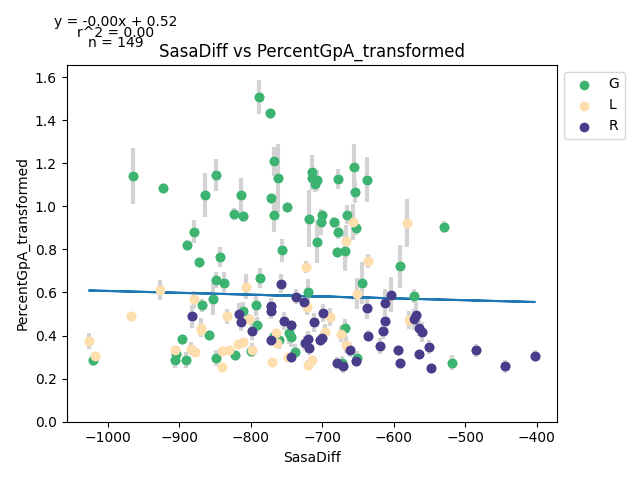 y = -0.00x + 0.52
r^2 = 0.00
n = 149
SasaDiff vs PercentGpA_transformed
G
L
R
PercentGpA_transformed
1.6
1.4
1.2
1.0
0.8
0.6
0.4
0.2
0.0
−1000 −900 −800 −700 −600 −500 −400
SasaDiff